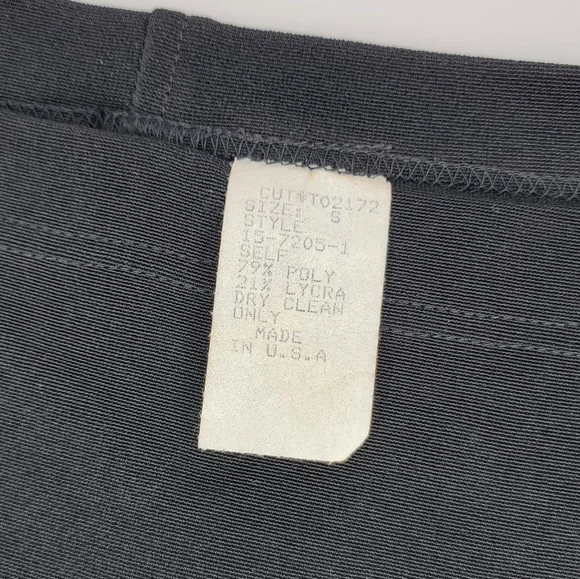 CUT#T02172
SIZE: S
STYLE
15-7205-1
SELF
79% POLY
21% LYCRA
DRY CLEAN
ONLY
MADE
IN U.S.A